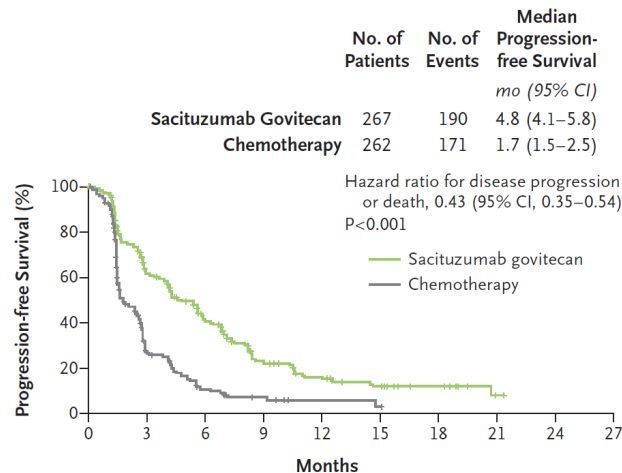 No. of Patients No. of Events Median Progression-free Survival
mo (95% CI)
Sacituzumab Govitecan 267 190 4.8 (4.1–5.8)
Chemotherapy 262 171 1.7 (1.5–2.5)
Hazard ratio for disease progression
or death, 0.43 (95% CI, 0.35–0.54)
P<0.001
Sacituzumab govitecan
Chemotherapy
Progression-free Survival (%)
100
80
60
40
20
0
0 3 6 9 12 15 18 21 24 27
Months